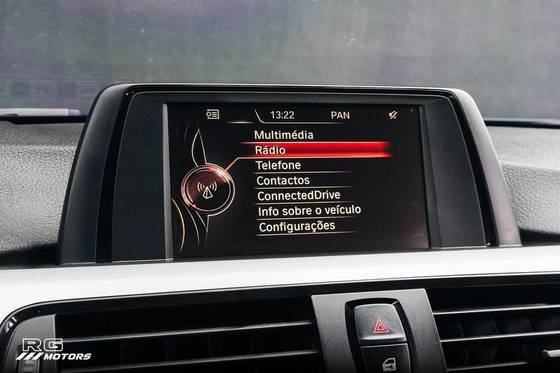 13:22 PAN
Multimédia
Rádio
Telefone
Contactos
ConnectedDrive
Info sobre o veículo
Configurações
RG
MOTORS